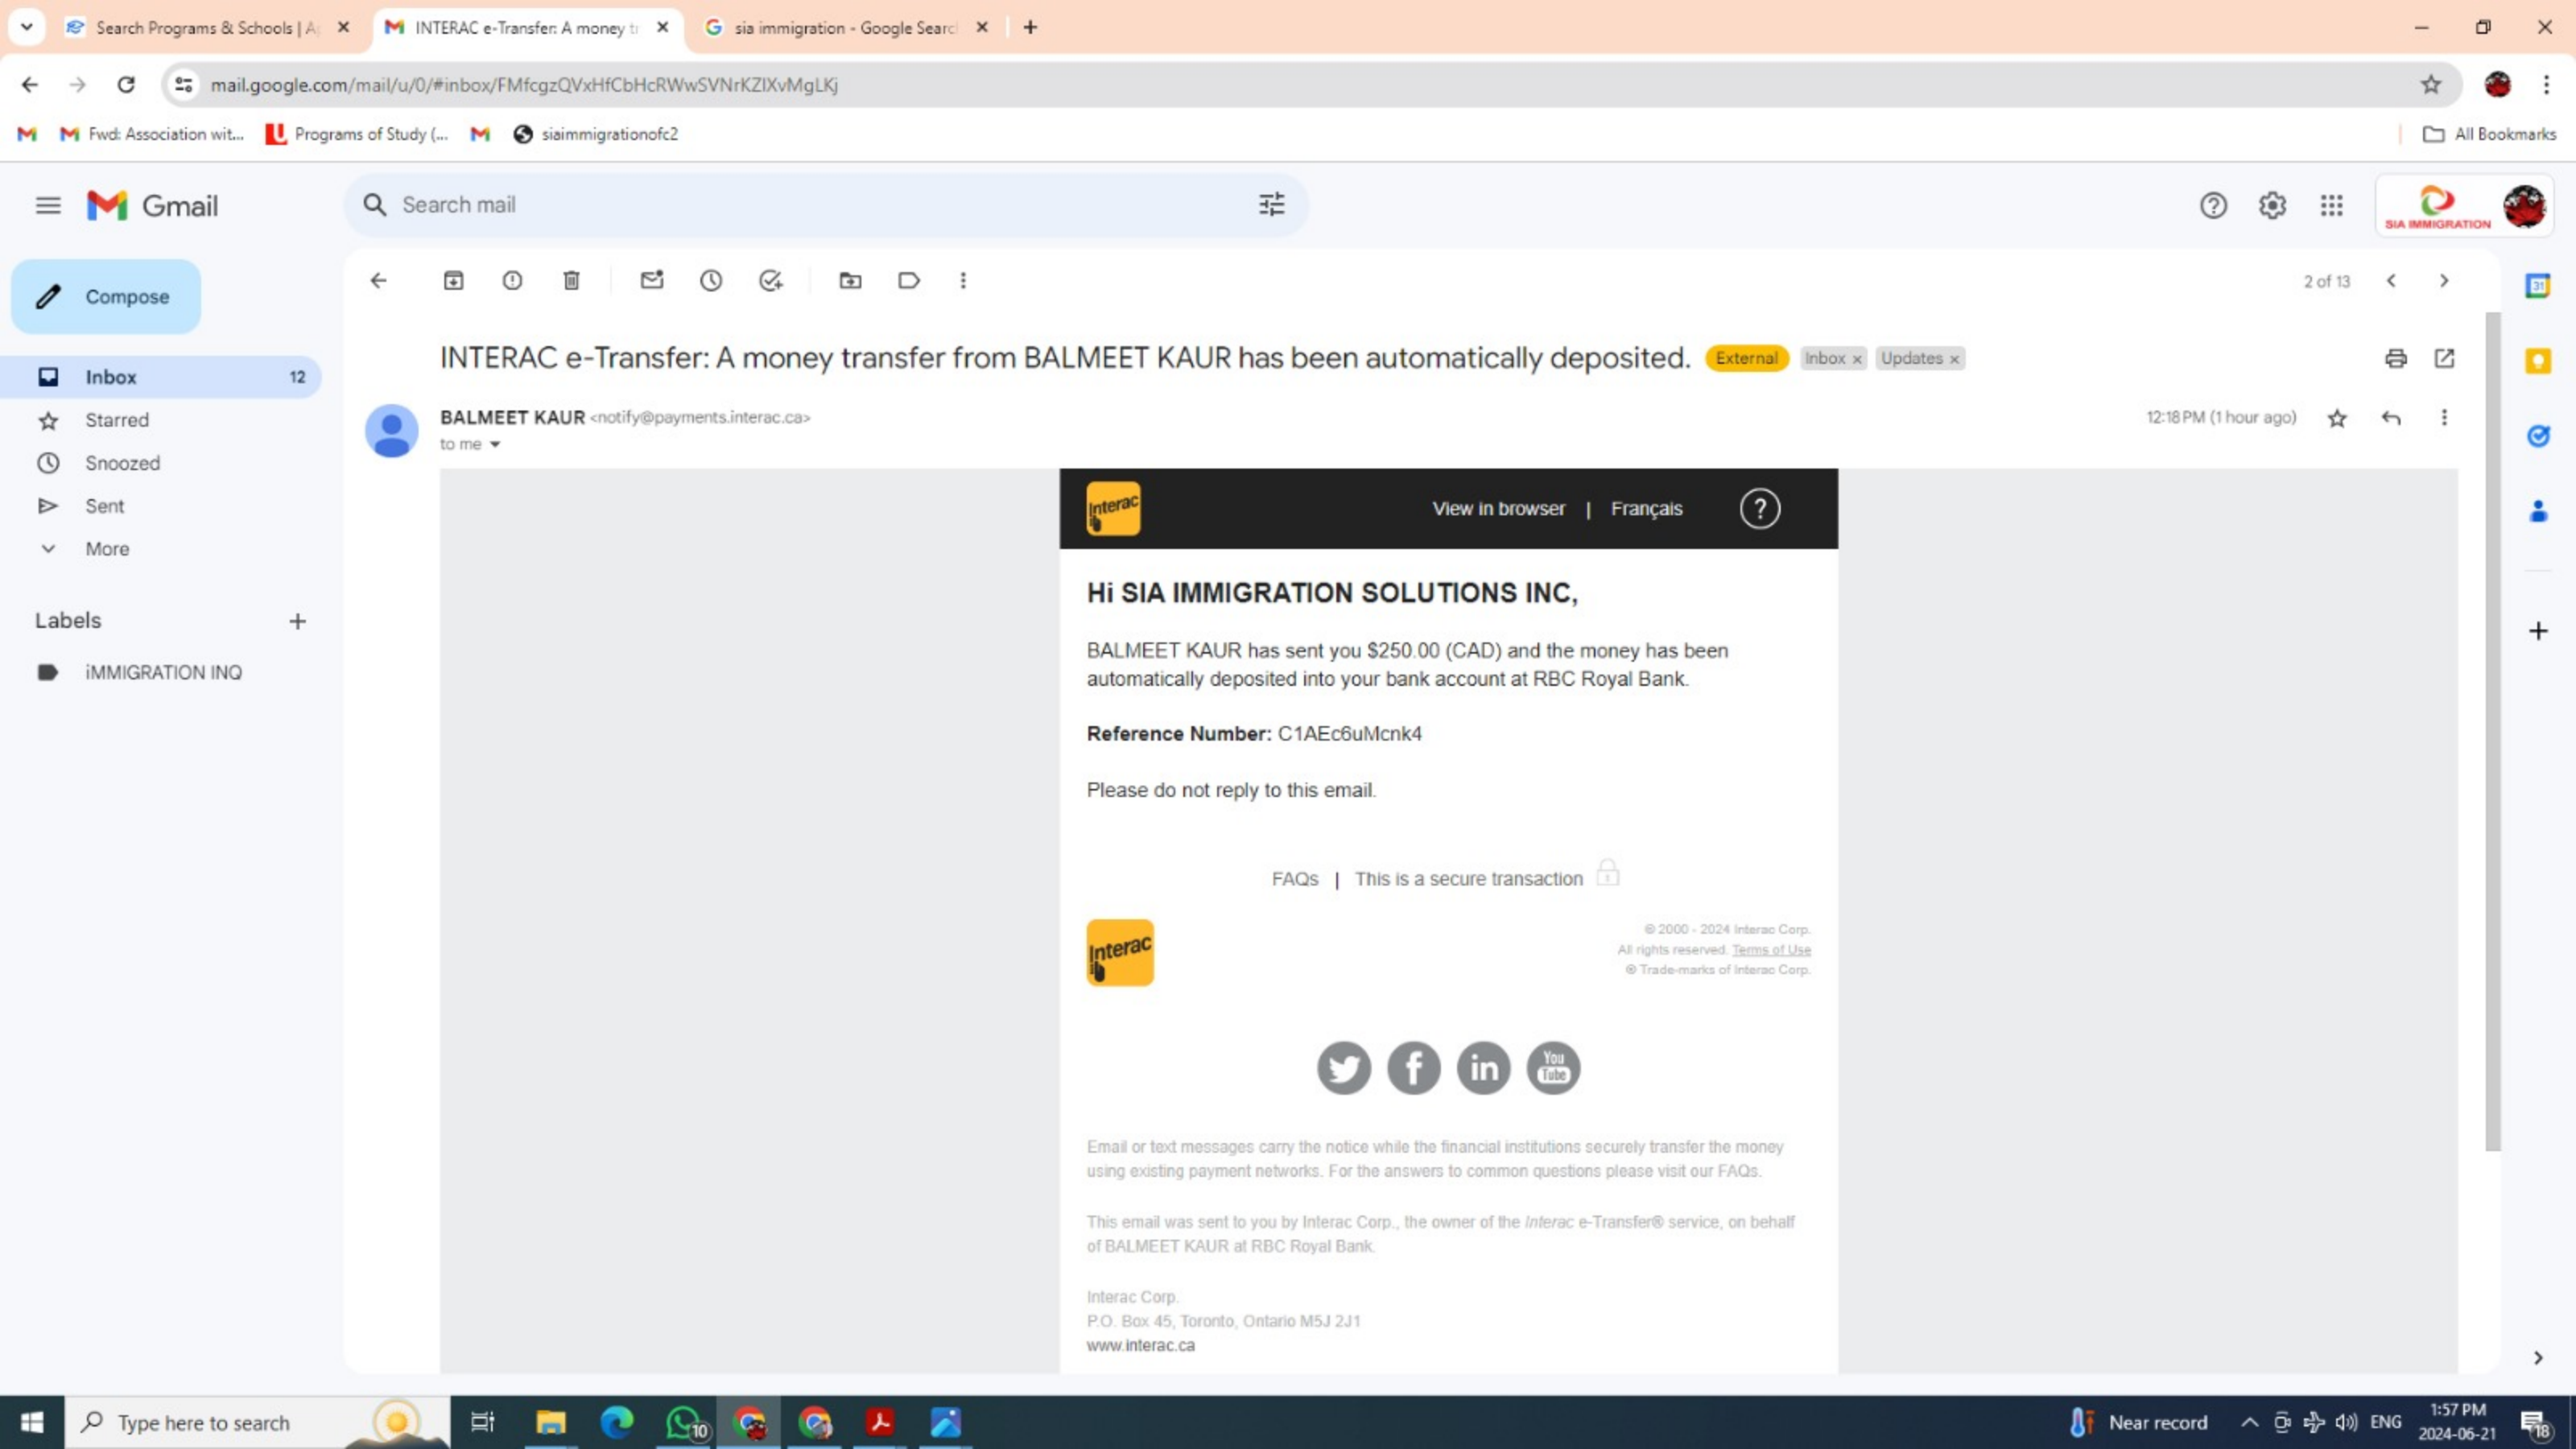 Search Programs & Schools | A
INTERAC e-Transfer: A money tr
sia immigration - Google Searc
mail.google.com/mail/u/0/#inbox/FMfcgzQVxHfCbHcRWwSVNrKZlXvMgLKj
Fwd: Association wit...
Programs of Study (...
siaimmigrationofc2
All Bookmarks
Gmail
Search mail
SIA IMMIGRATION
Compose
2 of 13
31
INTERAC e-Transfer: A money transfer from BALMEET KAUR has been automatically deposited. External Inbox x Updates x
Inbox 12
Starred
Snoozed
Sent
More
Labels
iMMIGRATION INQ
BALMEET KAUR <notify@payments.interac.ca>
12:18 PM (1 hour ago)
to me
Interac
View in browser | Français
?
Hi SIA IMMIGRATION SOLUTIONS INC,
BALMEET KAUR has sent you $250.00 (CAD) and the money has been
automatically deposited into your bank account at RBC Royal Bank.
Reference Number: C1AEc6uMcnk4
Please do not reply to this email.
FAQs | This is a secure transaction
Interac
© 2000 - 2024 Interac Corp.
All rights reserved. Terms of Use
® Trade-marks of Interac Corp.
f
in
You
Tube
Email or text messages carry the notice while the financial institutions securely transfer the money
using existing payment networks. For the answers to common questions please visit our FAQs.
This email was sent to you by Interac Corp., the owner of the Interac e-Transfer® service, on behalf
of BALMEET KAUR at RBC Royal Bank.
Interac Corp.
P.O. Box 45, Toronto, Ontario M5J 2J1
www.interac.ca
Type here to search
10
Near record
ENG
1:57 PM
2024-06-21
18